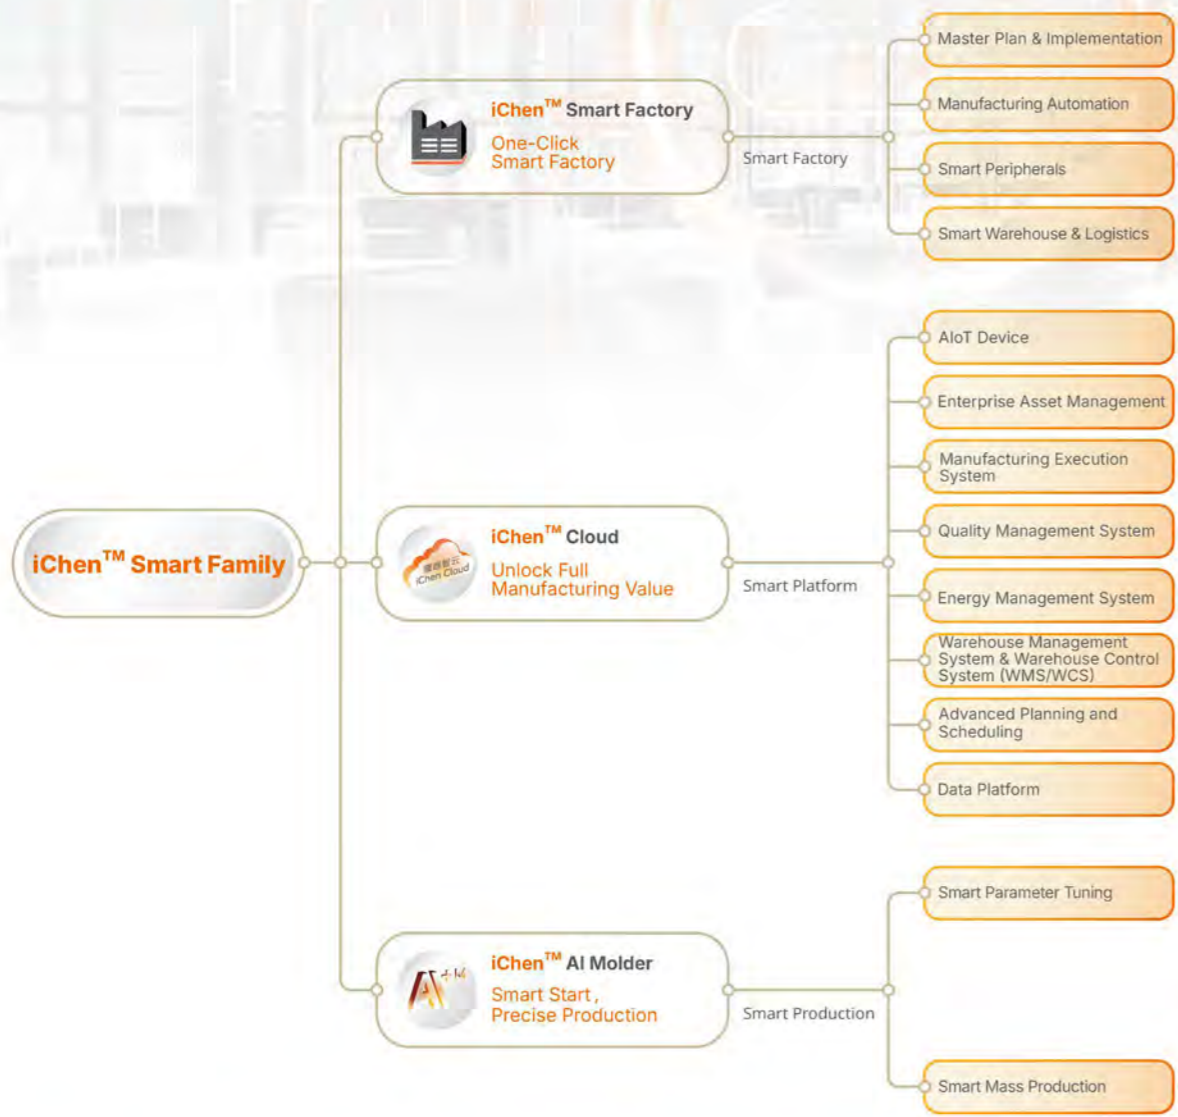 iChen™ Smart Family
iChen™ Smart Factory
One-Click
Smart Factory
Smart Factory
Master Plan & Implementation
Manufacturing Automation
Smart Peripherals
Smart Warehouse & Logistics
iChen Cloud
iChen™ Cloud
Unlock Full
Manufacturing Value
Smart Platform
AIoT Device
Enterprise Asset Management
Manufacturing Execution
System
Quality Management System
Energy Management System
Warehouse Management
System & Warehouse Control
System (WMS/WCS)
Advanced Planning and
Scheduling
Data Platform
iChen™ AI Molder
Smart Start,
Precise Production
Smart Production
Smart Parameter Tuning
Smart Mass Production